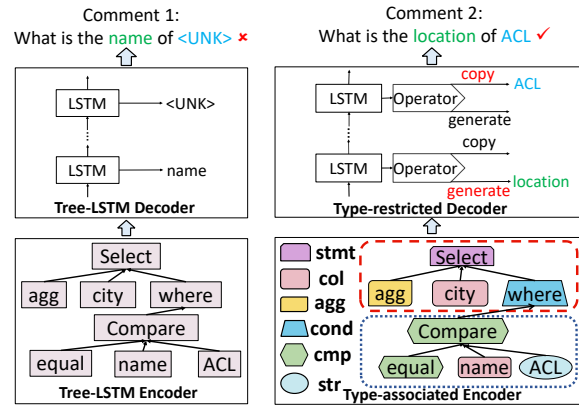 Comment 1:
What is the name of <UNK> ✘
LSTM
<UNK>
LSTM
name
Tree-LSTM Decoder
Select
agg
city
where
Compare
equal
name
ACL
Tree-LSTM Encoder
Comment 2:
What is the location of ACL ✓
copy
ACL
LSTM
Operator
generate
copy
LSTM
Operator
location
generate
Type-restricted Decoder
stmt
col
agg
cond
cmp
str
Select
agg
city
where
Compare
equal
name
ACL
Type-associated Encoder